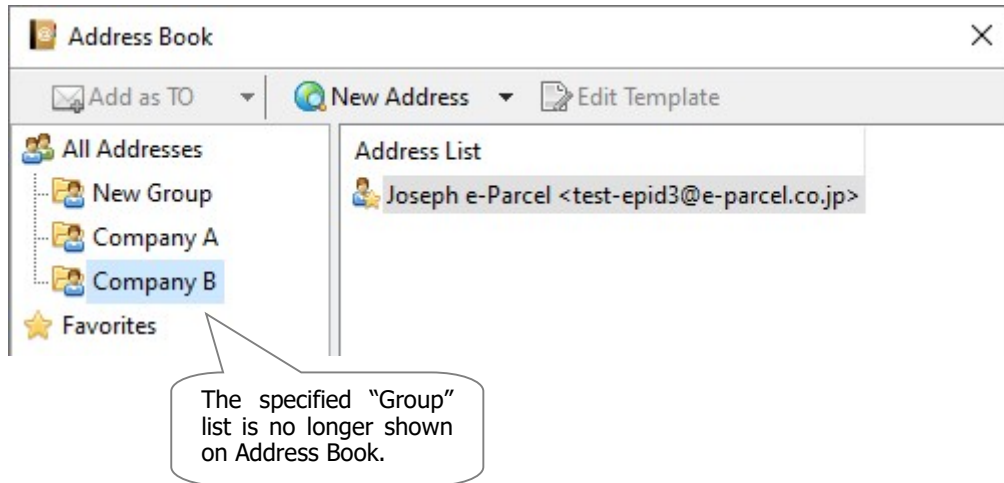 Address Book
Add as TO
New Address
Edit Template
All Addresses
New Group
Company A
Company B
Favorites
Address List
Joseph e-Parcel <test-epid3@e-parcel.co.jp>
The specified “Group”
list is no longer shown
on Address Book.